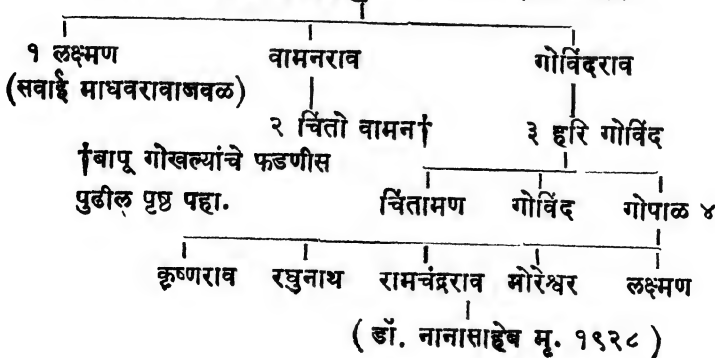 १ लक्ष्मण वामनराव गोविंदराव
(सवाई माधवरावाजवळ)
२ चिंतो वामन† ३ हरि गोविंद
†बापू गोखल्यांचे फडणीस
पुढील पृष्ठ पहा. चिंतामण गोविंद गोपाळ ४
कृष्णराव रघुनाथ रामचंद्रराव मोरेश्वर लक्ष्मण
( डॉ. नानासाहेब मृ. १९२८ )